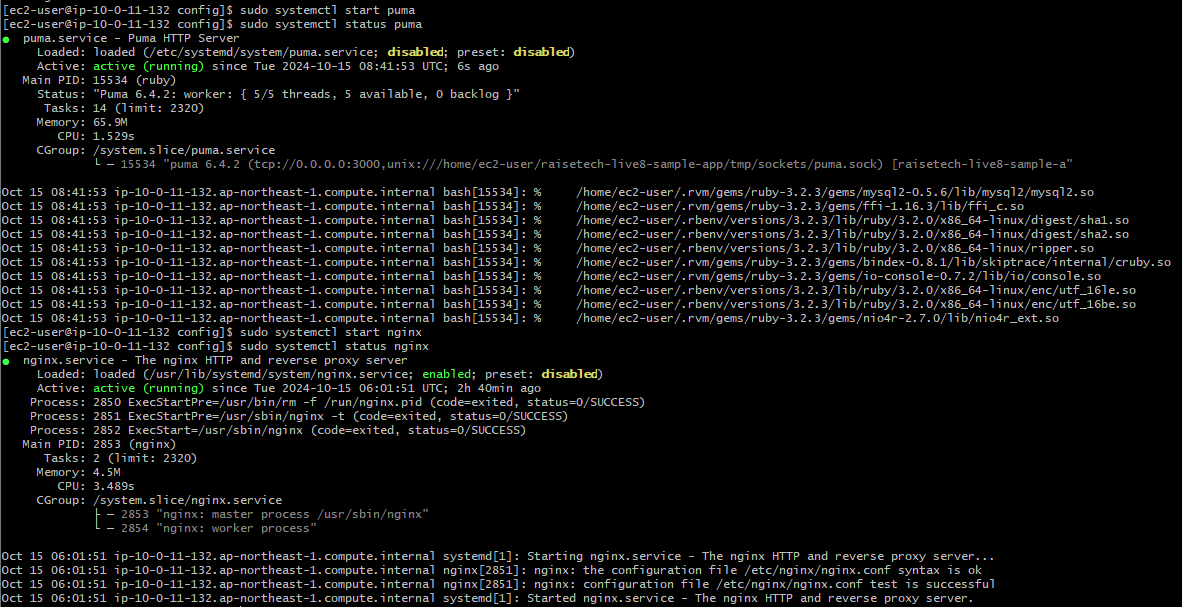 [ec2-user@ip-10-0-11-132 config]$ sudo systemctl start puma
[ec2-user@ip-10-0-11-132 config]$ sudo systemctl status puma
● puma.service - Puma HTTP Server
Loaded: loaded (/etc/systemd/system/puma.service; disabled; preset: disabled)
Active: active (running) since Tue 2024-10-15 08:41:53 UTC; 6s ago
Main PID: 15534 (ruby)
Status: "Puma 6.4.2: worker: { 5/5 threads, 5 available, 0 backlog }"
Tasks: 14 (limit: 2320)
Memory: 65.9M
CPU: 1.529s
CGroup: /system.slice/puma.service
└─ 15534 "puma 6.4.2 (tcp://0.0.0.0:3000,unix:///home/ec2-user/raisetech-live8-sample-app/tmp/sockets/puma.sock) [raisetech-live8-sample-a"
Oct 15 08:41:53 ip-10-0-11-132.ap-northeast-1.compute.internal bash[15534]: % /home/ec2-user/.rvm/gems/ruby-3.2.3/gems/mysql2-0.5.6/lib/mysql2/mysql2.so
Oct 15 08:41:53 ip-10-0-11-132.ap-northeast-1.compute.internal bash[15534]: % /home/ec2-user/.rvm/gems/ruby-3.2.3/gems/ffi-1.16.3/lib/ffi_c.so
Oct 15 08:41:53 ip-10-0-11-132.ap-northeast-1.compute.internal bash[15534]: % /home/ec2-user/.rbenv/versions/3.2.3/lib/ruby/3.2.0/x86_64-linux/digest/sha1.so
Oct 15 08:41:53 ip-10-0-11-132.ap-northeast-1.compute.internal bash[15534]: % /home/ec2-user/.rbenv/versions/3.2.3/lib/ruby/3.2.0/x86_64-linux/digest/sha2.so
Oct 15 08:41:53 ip-10-0-11-132.ap-northeast-1.compute.internal bash[15534]: % /home/ec2-user/.rbenv/versions/3.2.3/lib/ruby/3.2.0/x86_64-linux/ripper.so
Oct 15 08:41:53 ip-10-0-11-132.ap-northeast-1.compute.internal bash[15534]: % /home/ec2-user/.rvm/gems/ruby-3.2.3/gems/bindex-0.8.1/lib/skiptrace/internal/cruby.so
Oct 15 08:41:53 ip-10-0-11-132.ap-northeast-1.compute.internal bash[15534]: % /home/ec2-user/.rvm/gems/ruby-3.2.3/gems/io-console-0.7.2/lib/io/console.so
Oct 15 08:41:53 ip-10-0-11-132.ap-northeast-1.compute.internal bash[15534]: % /home/ec2-user/.rbenv/versions/3.2.3/lib/ruby/3.2.0/x86_64-linux/enc/utf_16le.so
Oct 15 08:41:53 ip-10-0-11-132.ap-northeast-1.compute.internal bash[15534]: % /home/ec2-user/.rbenv/versions/3.2.3/lib/ruby/3.2.0/x86_64-linux/enc/utf_16be.so
Oct 15 08:41:53 ip-10-0-11-132.ap-northeast-1.compute.internal bash[15534]: % /home/ec2-user/.rvm/gems/ruby-3.2.3/gems/nio4r-2.7.0/lib/nio4r_ext.so
[ec2-user@ip-10-0-11-132 config]$ sudo systemctl start nginx
[ec2-user@ip-10-0-11-132 config]$ sudo systemctl status nginx
● nginx.service - The nginx HTTP and reverse proxy server
Loaded: loaded (/usr/lib/systemd/system/nginx.service; enabled; preset: disabled)
Active: active (running) since Tue 2024-10-15 06:01:51 UTC; 2h 40min ago
Process: 2850 ExecStartPre=/usr/bin/rm -f /run/nginx.pid (code=exited, status=0/SUCCESS)
Process: 2851 ExecStartPre=/usr/sbin/nginx -t (code=exited, status=0/SUCCESS)
Process: 2852 ExecStart=/usr/sbin/nginx (code=exited, status=0/SUCCESS)
Main PID: 2853 (nginx)
Tasks: 2 (limit: 2320)
Memory: 4.5M
CPU: 3.489s
CGroup: /system.slice/nginx.service
├─ 2853 "nginx: master process /usr/sbin/nginx"
└─ 2854 "nginx: worker process"
Oct 15 06:01:51 ip-10-0-11-132.ap-northeast-1.compute.internal systemd[1]: Starting nginx.service - The nginx HTTP and reverse proxy server...
Oct 15 06:01:51 ip-10-0-11-132.ap-northeast-1.compute.internal nginx[2851]: nginx: the configuration file /etc/nginx/nginx.conf syntax is ok
Oct 15 06:01:51 ip-10-0-11-132.ap-northeast-1.compute.internal nginx[2851]: nginx: configuration file /etc/nginx/nginx.conf test is successful
Oct 15 06:01:51 ip-10-0-11-132.ap-northeast-1.compute.internal systemd[1]: Started nginx.service - The nginx HTTP and reverse proxy server.